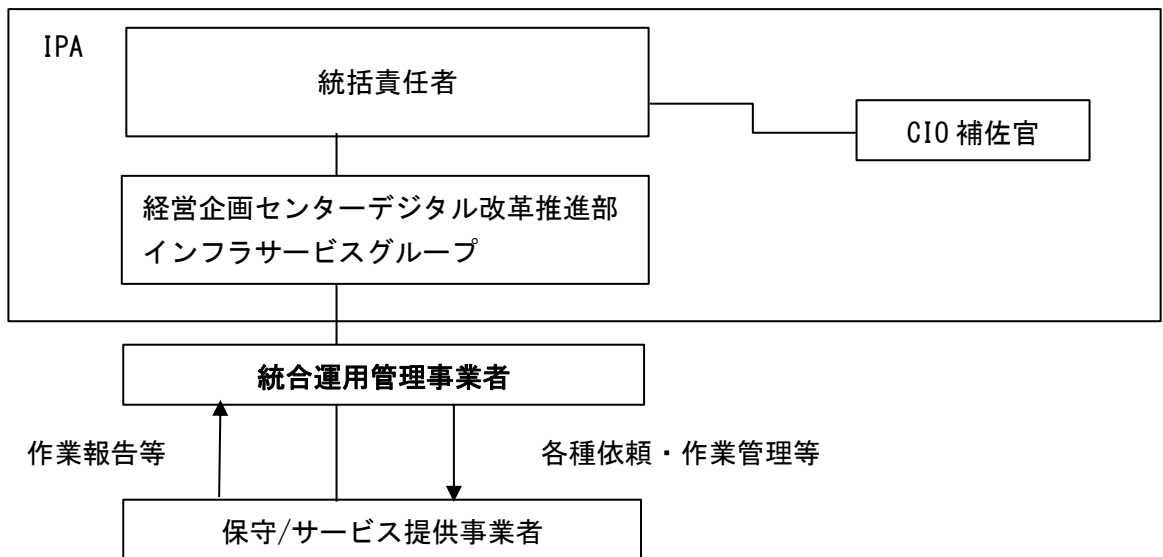 IPA
統括責任者
CIO 補佐官
経営企画センターデジタル改革推進部
インフラサービスグループ
統合運用管理事業者
作業報告等
各種依頼・作業管理等
保守/サービス提供事業者